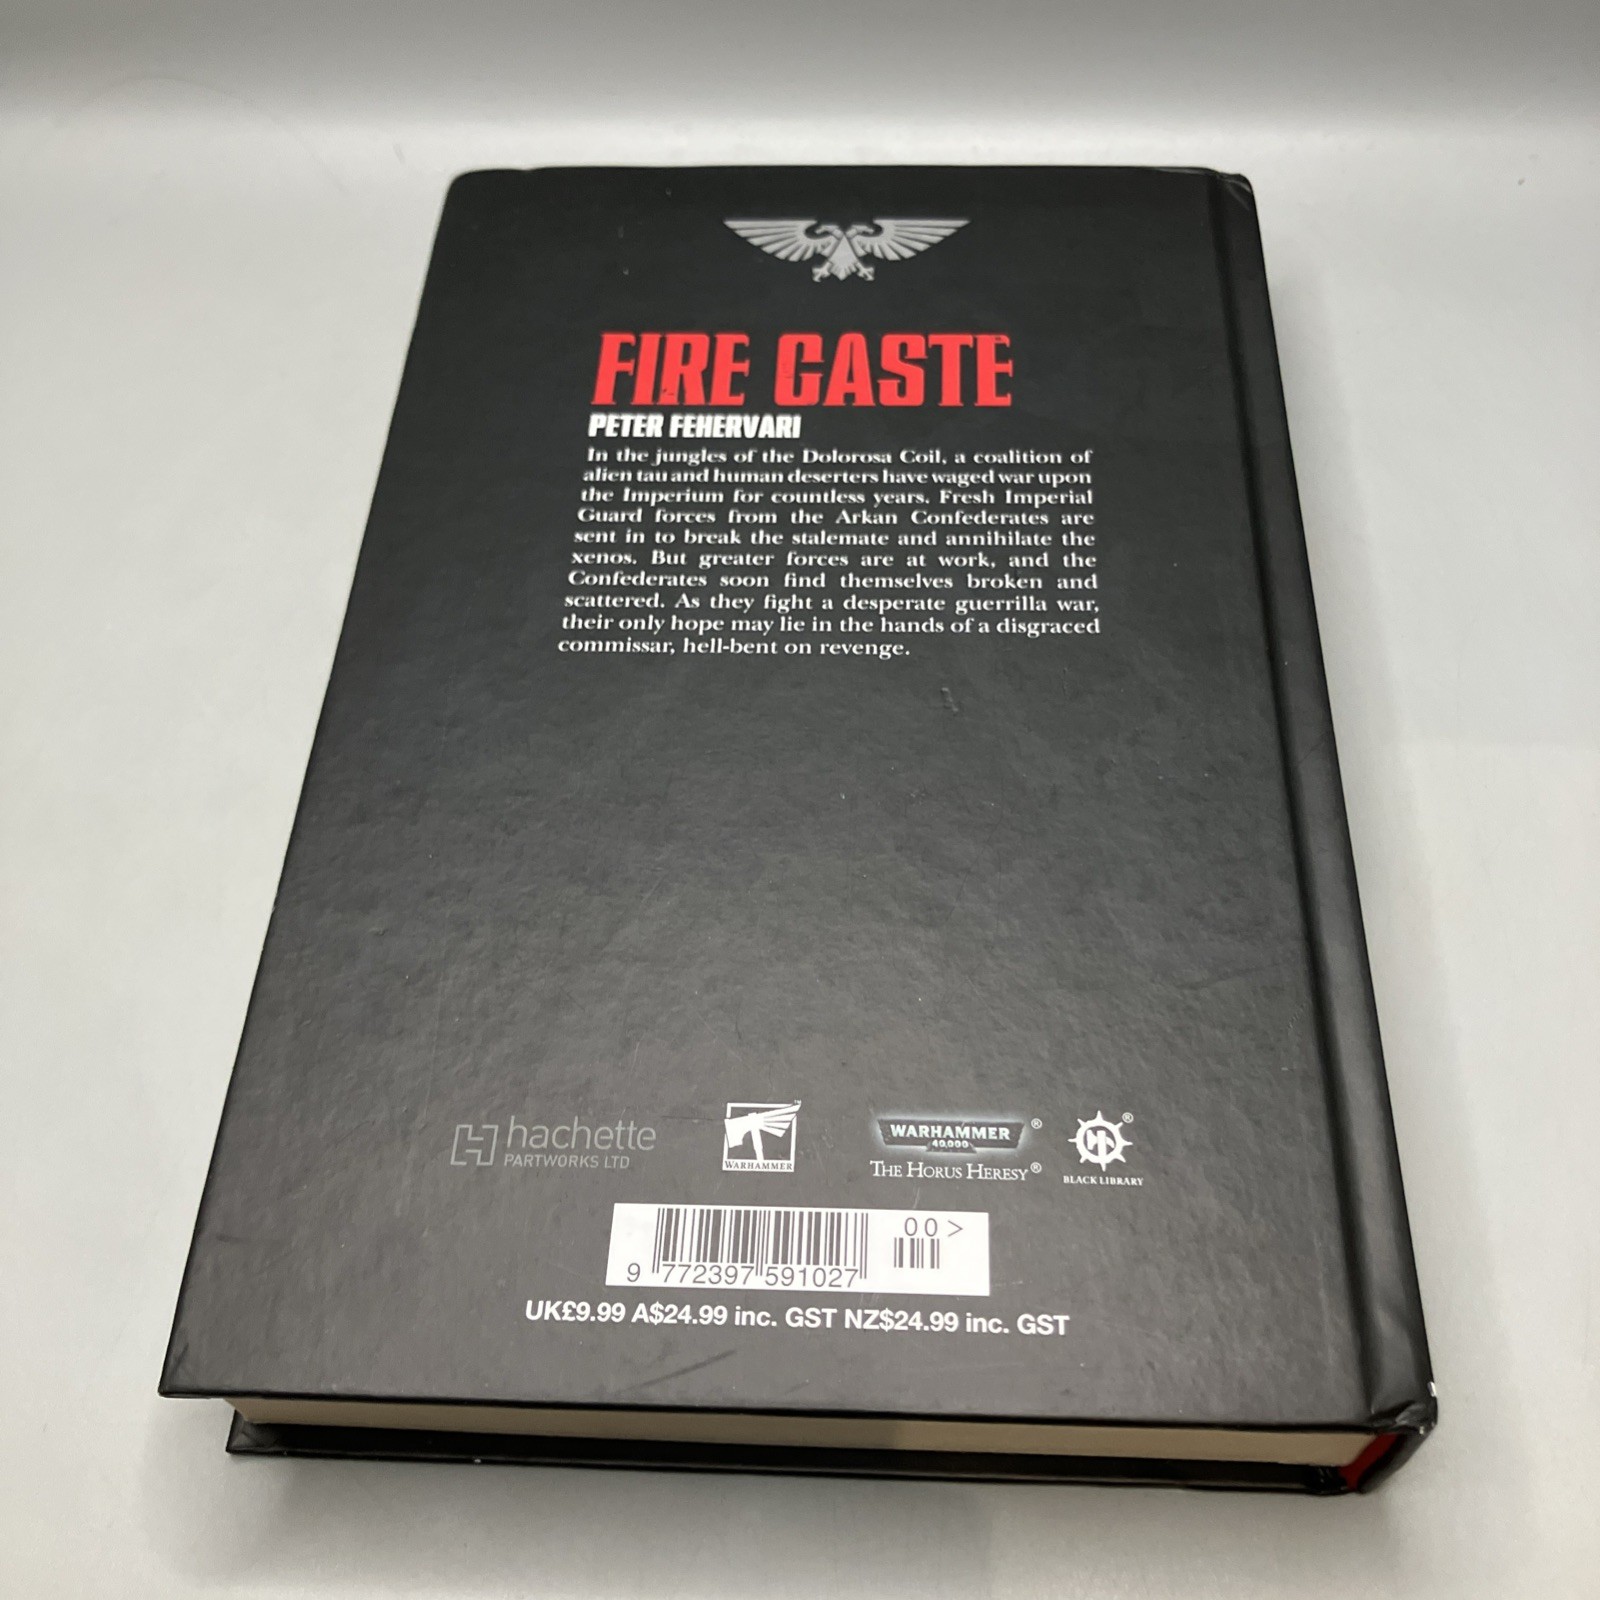 FIRE CASTE
PETER FEHERVARI
In the jungles of the Dolorosa Coil, a coalition of
alien tau and human deserters have waged war upon
the Imperium for countless years. Fresh Imperial
Guard forces from the Arkan Confederates are
sent in to break the stalemate and annihilate the
xenos. But greater forces are at work, and the
Confederates soon find themselves broken and
scattered. As they fight a desperate guerrilla war,
their only hope may lie in the hands of a disgraced
commissar, hell-bent on revenge.
hachette
PARTWORKS LTD
WARHAMMER ™
WARHAMMER ®
40,000
THE HORUS HERESY®
®
BLACK LIBRARY
00>
9 772397 591027
UK£9.99 A$24.99 inc. GST NZ$24.99 inc. GST